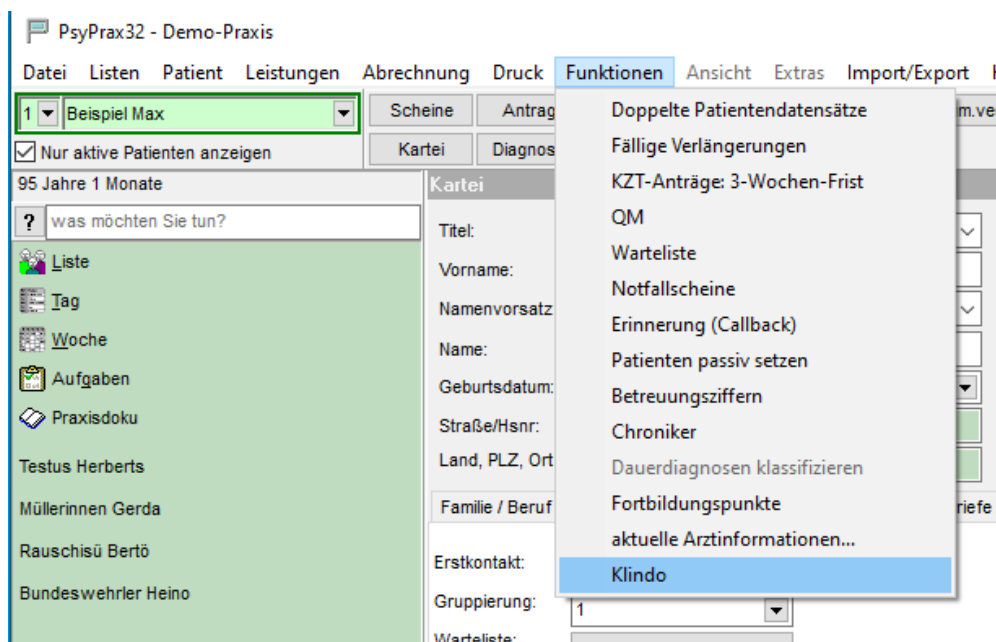 PsyPrax32 - Demo-Praxis
Datei Listen Patient Leistungen Abrechnung Druck Funktionen Ansicht Extras Import/Export
1 Beispiel Max
Scheine Antrag
Nur aktive Patienten anzeigen
Kartei Diagnos
95 Jahre 1 Monate
Kartei
? was möchten Sie tun?
Liste
Tag
Woche
Aufgaben
Praxisdoku
Testus Herberts
Müllerinnen Gerda
Rauschisü Bertö
Bundeswehrler Heino
Titel:
Vorname:
Namenvorsatz
Name:
Geburtsdatum:
Straße/Hsnr:
Land, PLZ, Ort
Familie / Beruf
riefe
Erstkontakt:
Gruppierung: 1
Warteliste:
Doppelte Patientendatensätze
Fällige Verlängerungen
KZT-Anträge: 3-Wochen-Frist
QM
Warteliste
Notfallscheine
Erinnerung (Callback)
Patienten passiv setzen
Betreuungsziffern
Chroniker
Dauerdiagnosen klassifizieren
Fortbildungspunkte
aktuelle Arztinformationen...
Klindo